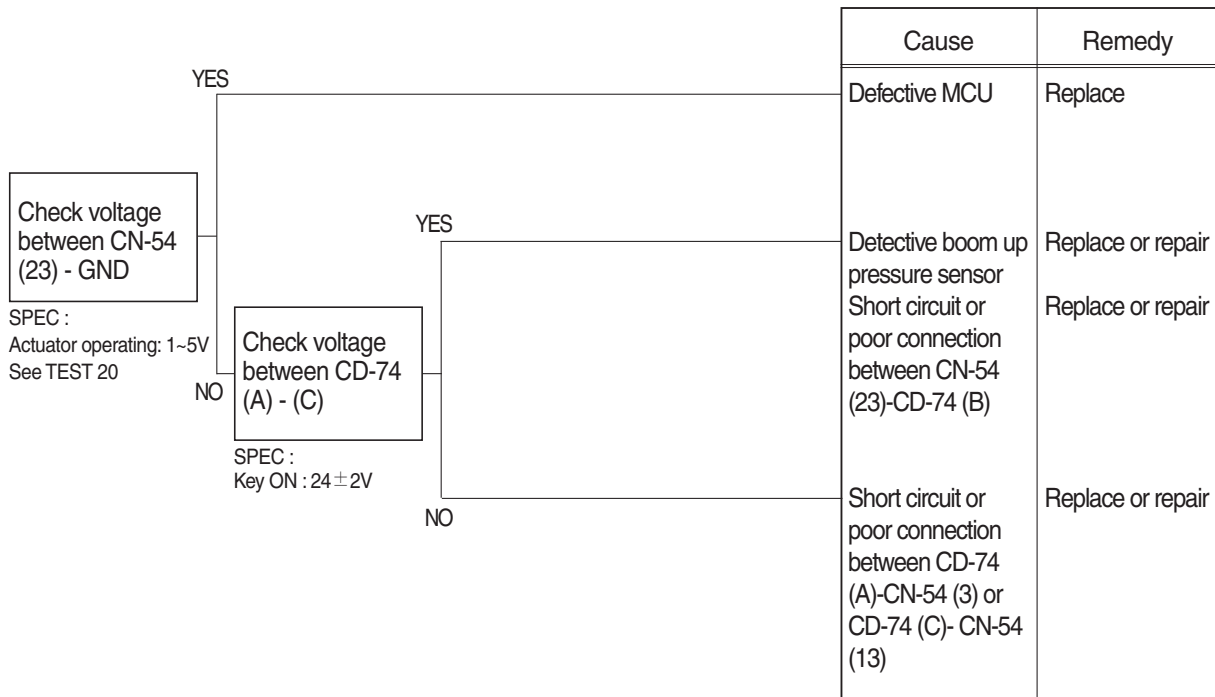 Cause Remedy
YES
Defective MCU Replace
Check voltage
between CN-54
(23) - GND
SPEC :
Actuator operating: 1~5V
See TEST 20
NO
YES
Detective boom up Replace or repair
pressure sensor
Short circuit or Replace or repair
poor connection
between CN-54
(23)-CD-74 (B)
Check voltage
between CD-74
(A) - (C)
SPEC :
Key ON : 24±2V
NO
Short circuit or Replace or repair
poor connection
between CD-74
(A)-CN-54 (3) or
CD-74 (C)- CN-54
(13)